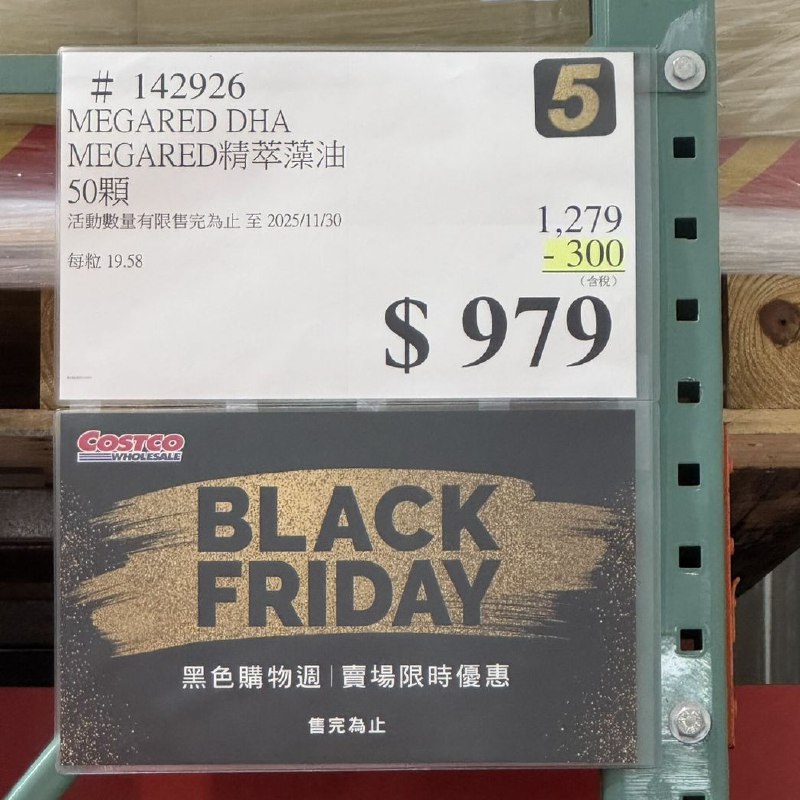 # 142926
5
MEGARED DHA
MEGARED精萃藻油
50顆
活動數量有限售完為止 至 2025/11/30
1,279
- 300
每粒 19.58
(含稅)
$ 979
COSTCO
WHOLESALE
BLACK
FRIDAY
黑色購物週|賣場限時優惠
售完為止